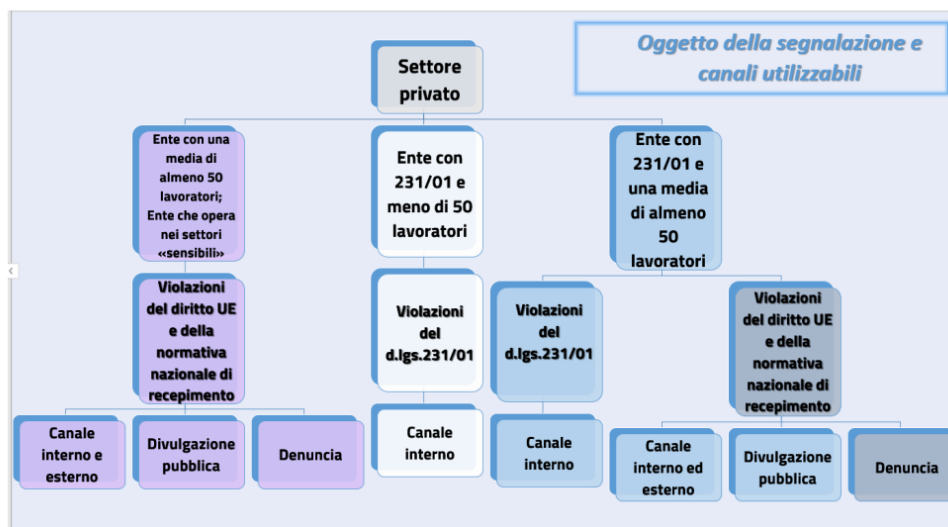 Oggetto della segnalazione e
canali utilizzabili
Settore
privato
Ente con una
media di
almeno 50
lavoratori;
Ente che opera
nei settori
«sensibili»
Ente con
231/01 e
meno di 50
lavoratori
Ente con
231/01 e
una media
di almeno
50
lavoratori
Violazioni
del diritto UE
e della
normativa
nazionale di
recepimento
Violazioni
del
d.lgs.231/01
Violazioni
del
d.lgs.231/01
Violazioni
del diritto UE
e della
normativa
nazionale di
recepimento
Canale
interno e
esterno
Divulgazione
pubblica
Denuncia
Canale
interno
Canale
interno
Canale
interno ed
esterno
Divulgazione
pubblica
Denuncia